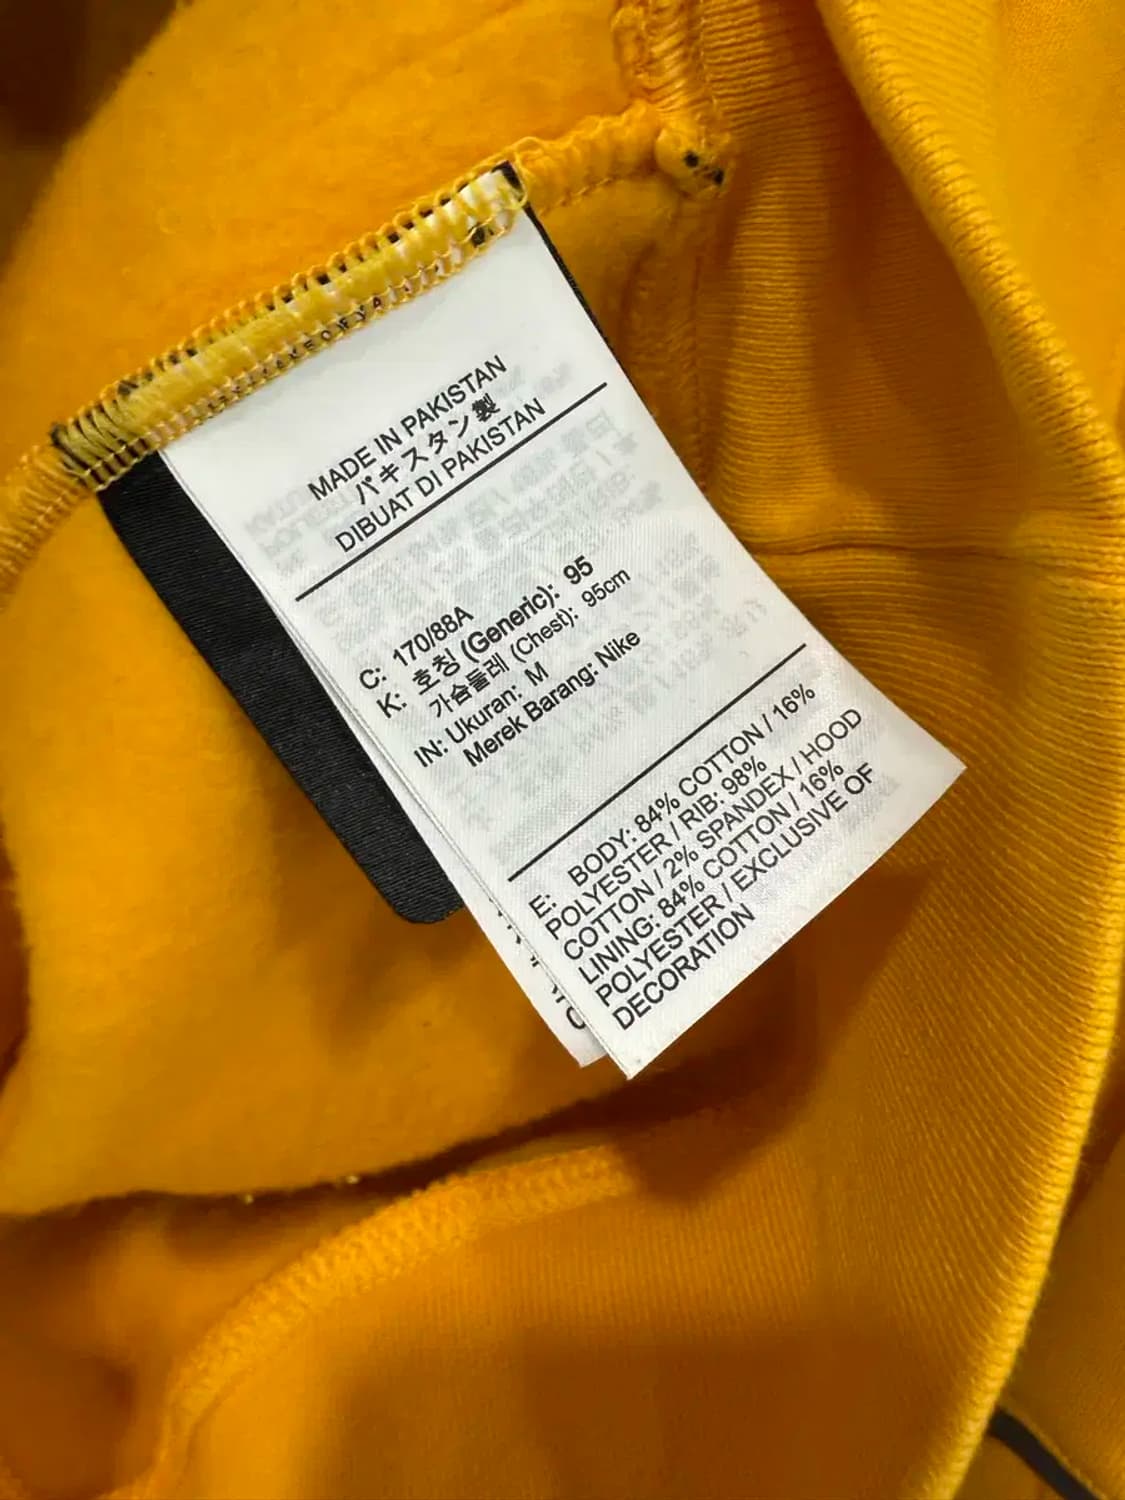 MADE IN PAKISTAN
パキスタン製
DIBUAT DI PAKISTAN
C: 170/88A
K: 호칭 (Generic): 95
가슴둘레 (Chest): 95cm
IN: Ukuran: M
Merek Barang: Nike
E: BODY: 84% COTTON / 16%
POLYESTER / RIB: 98%
COTTON / 2% SPANDEX / HOOD
LINING: 84% COTTON / 16%
POLYESTER / EXCLUSIVE OF
DECORATION